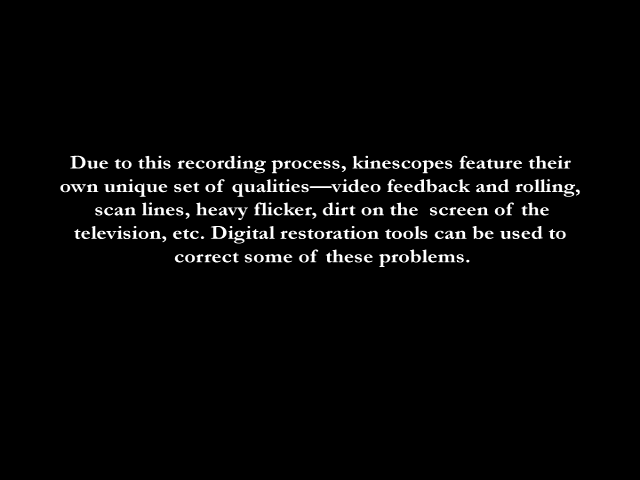 Due to this recording process, kinescopes feature their
own unique set of qualities—video feedback and rolling,
scan lines, heavy flicker, dirt on the screen of the
television, etc. Digital restoration tools can be used to
correct some of these problems.